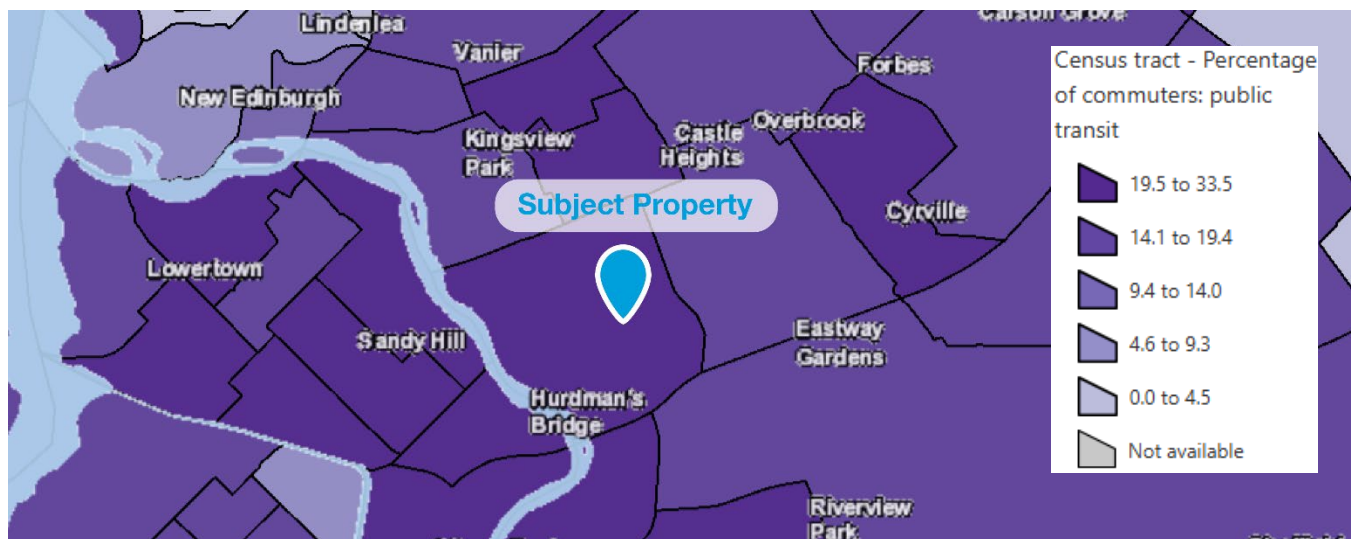 Lindenlea
Carson Grove
Vanier
Forbes
New Edinburgh
Kingsview
Park
Castle
Heights
Overbrook
Subject Property
Cyrville
Lowertown
Sandy Hill
Eastway
Gardens
Hurdman's
Bridge
Riverview
Park
Census tract - Percentage
of commuters: public
transit
19.5 to 33.5
14.1 to 19.4
9.4 to 14.0
4.6 to 9.3
0.0 to 4.5
Not available